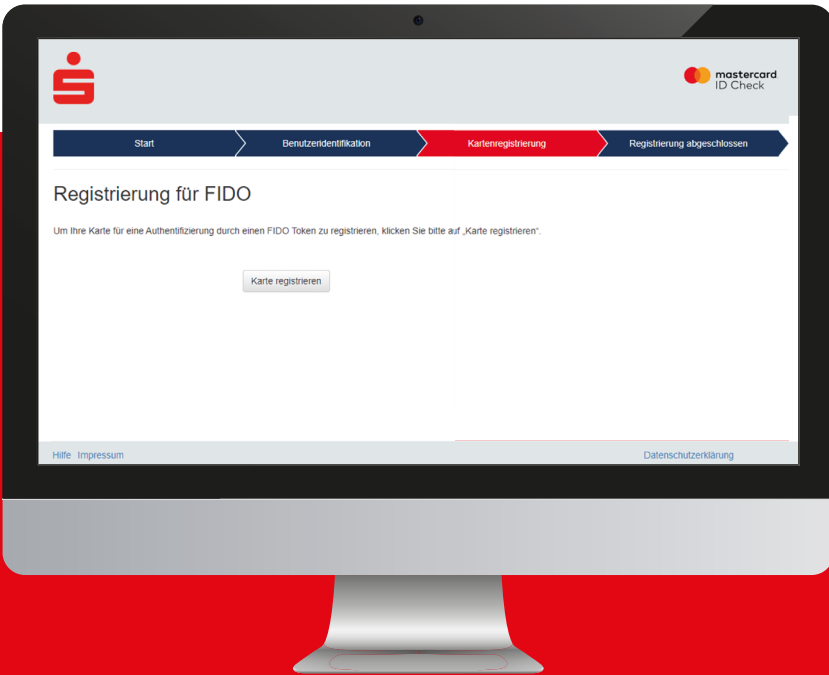 mastercard
ID Check
Start
Benutzeridentifikation
Kartenregistrierung
Registrierung abgeschlossen
Registrierung für FIDO
Um Ihre Karte für eine Authentifizierung durch einen FIDO Token zu registrieren, klicken Sie bitte auf „Karte registrieren“.
Karte registrieren
Hilfe Impressum
Datenschutzerklärung